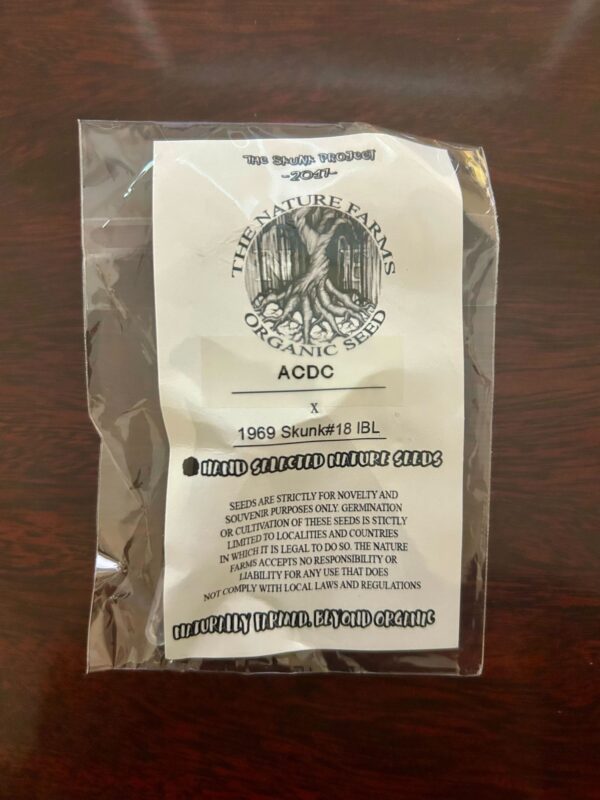 THE SKUNK PROJECT
-2017-
THE NATURE FARMS
ORGANIC SEED
ACDC
X
1969 Skunk#18 IBL
HAND SELECTED NATURE SEEDS
SEEDS ARE STRICTLY FOR NOVELTY AND
SOUVENIR PURPOSES ONLY. GERMINATION
OR CULTIVATION OF THESE SEEDS IS STICTLY
LIMITED TO LOCALITIES AND COUNTRIES
IN WHICH IT IS LEGAL TO DO SO. THE NATURE
FARMS ACCEPTS NO RESPONSIBILITY OR
LIABILITY FOR ANY USE THAT DOES
NOT COMPLY WITH LOCAL LAWS AND REGULATIONS
NATURALLY FARMED, BEYOND ORGANIC